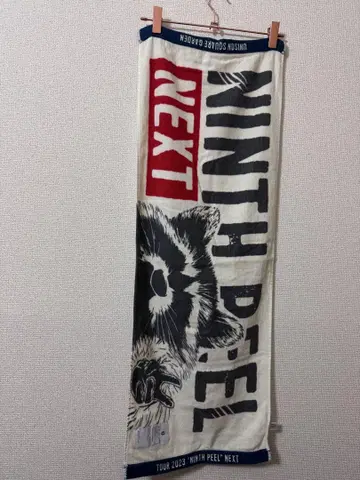 UNISON SQUARE GARDEN
NINTH PEEL
NEXT
TOUR 2023 "NINTH PEEL" NEXT